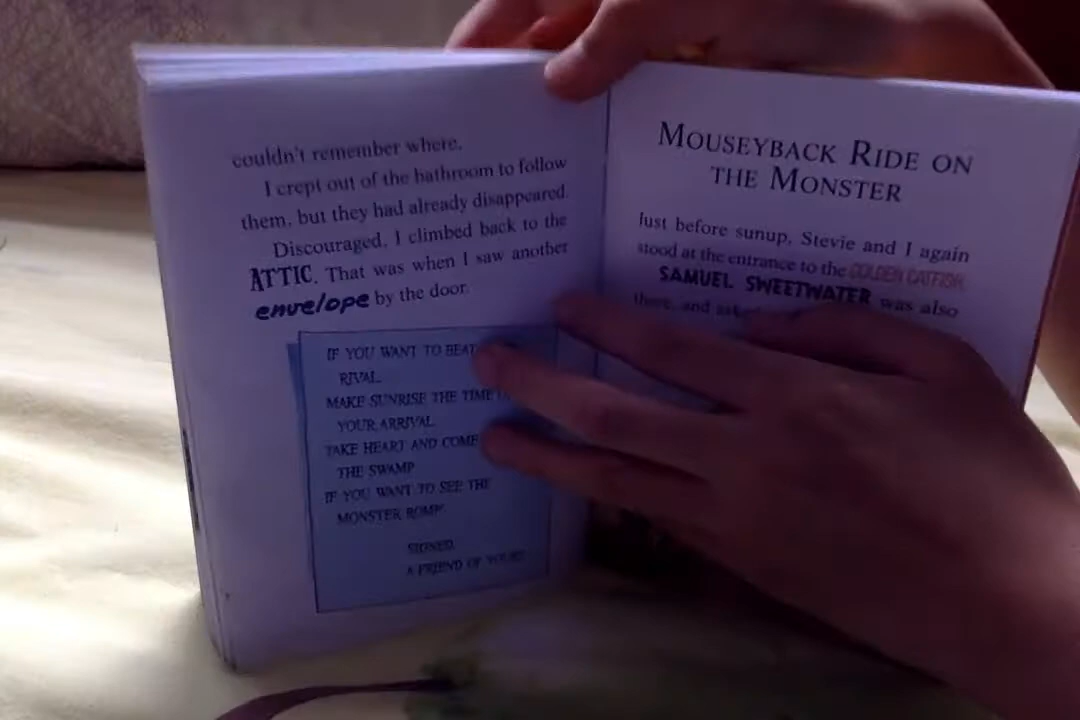 couldn't remember where.
I crept out of the bathroom to follow
them, but they had already disappeared.
Discouraged, I climbed back to the
ATTIC. That was when I saw another
envelope by the door.
IF YOU WANT TO BEAT
RIVAL,
MAKE SUNRISE THE TIME
YOUR ARRIVAL.
TAKE HEART AND COME
THE SWAMP
IF YOU WANT TO SEE THE
MONSTER ROMP.
SIGNED,
A FRIEND OF YOURS
MOUSEYBACK RIDE ON
THE MONSTER
Just before sunup, Stevie and I again
stood at the entrance to the GOLDEN CATFISH.
SAMUEL SWEETWATER was also
there, and